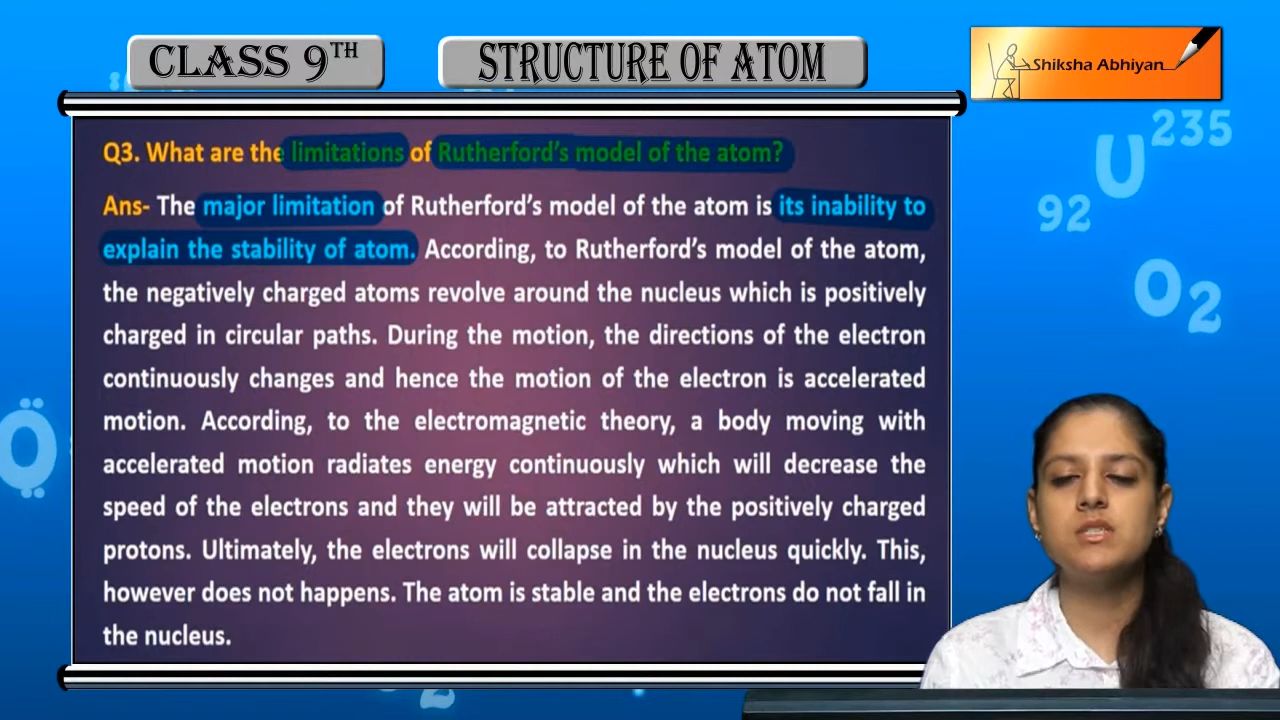 CLASS 9TH
STRUCTURE OF ATOM
Shiksha Abhiyan
Q3. What are the limitations of Rutherford's model of the atom?
Ans- The major limitation of Rutherford's model of the atom is its inability to
explain the stability of atom. According, to Rutherford's model of the atom,
the negatively charged atoms revolve around the nucleus which is positively
charged in circular paths. During the motion, the directions of the electron
continuously changes and hence the motion of the electron is accelerated
motion. According, to the electromagnetic theory, a body moving with
accelerated motion radiates energy continuously which will decrease the
speed of the electrons and they will be attracted by the positively charged
protons. Ultimately, the electrons will collapse in the nucleus quickly. This,
however does not happens. The atom is stable and the electrons do not fall in
the nucleus.
U 235
92
O2
Ö